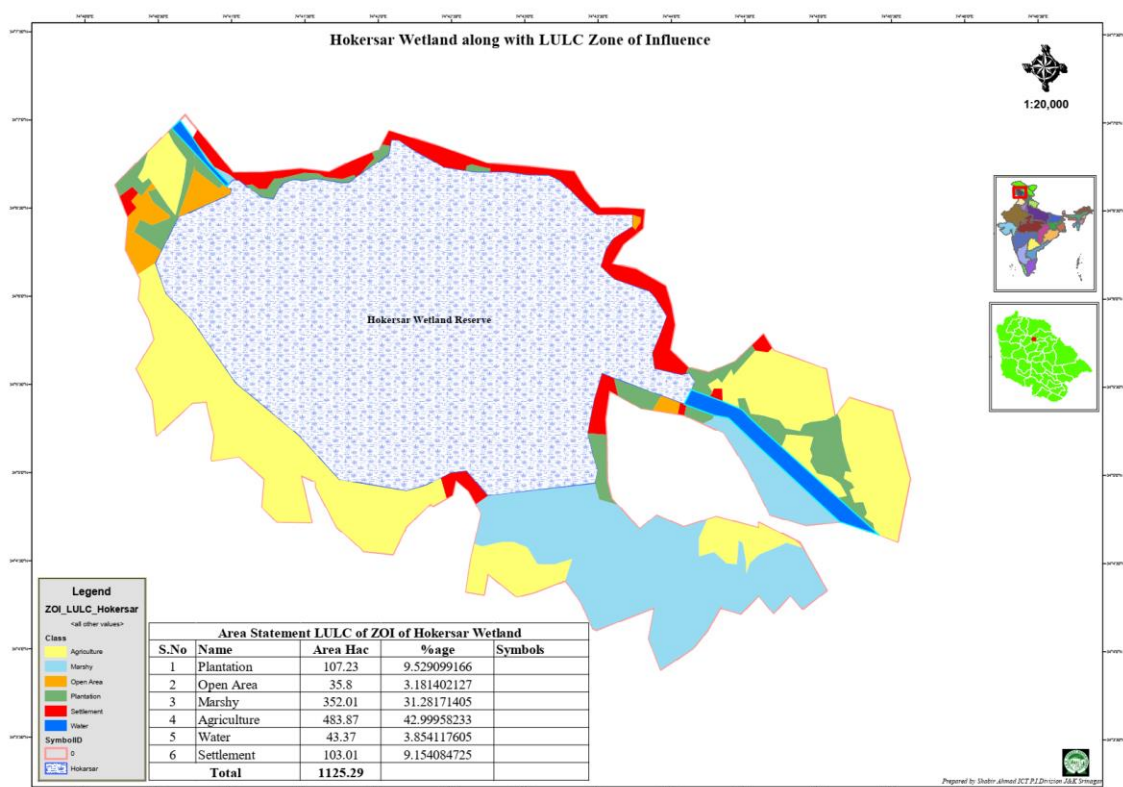 Hokersar Wetland along with LULC Zone of Influence
1:20,000
Hokersar Wetland Reserve
Legend
ZOI_LULC_Hokersar
<all other values>
Class
Agriculture
Marshy
Open Area
Plantation
Settlement
Water
SymbolID
0
Hokarsar
Area Statement LULC of ZOI of Hokersar Wetland
S.No Name Area Hac %age Symbols
1 Plantation 107.23 9.529099166
2 Open Area 35.8 3.181402127
3 Marshy 352.01 31.28171405
4 Agriculture 483.87 42.99958233
5 Water 43.37 3.854117605
6 Settlement 103.01 9.154084725
Total 1125.29
Prepared by Shabir Ahmad ICT P.I.Division J&K Srinagar